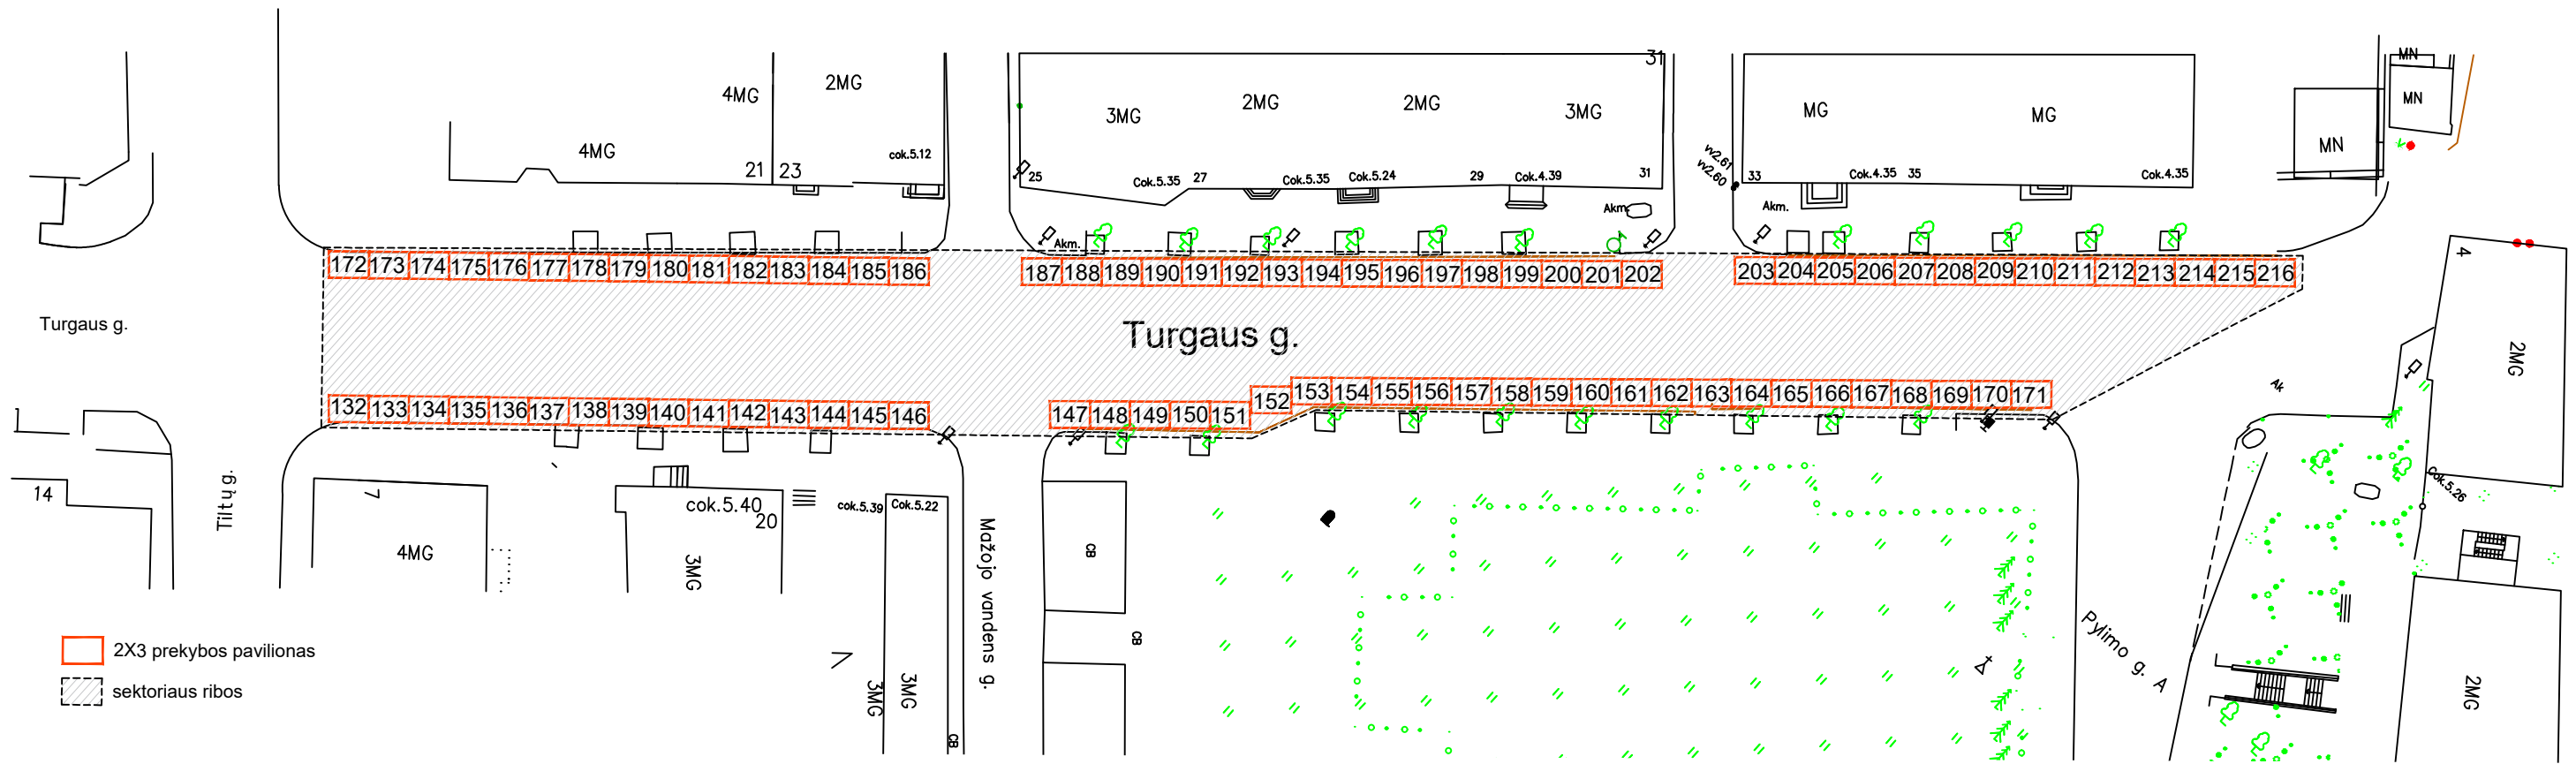 31
MN
4MG
2MG
3MG
2MG
2MG
3MG
MG
MG
MN
MN
4MG
21
23
cok.5.12
25
Cok.5.35
27
Cok.5.35
Cok.5.24
29
Cok.4.39
31
vv2.61
vv2.60
33
Cok.4.35
35
Cok.4.35
Akm.
Akm.
Akm.
172 173 174 175 176 177 178 179 180 181 182 183 184 185 186
187 188 189 190 191 192 193 194 195 196 197 198 199 200 201 202
203 204 205 206 207 208 209 210 211 212 213 214 215 216
4
Turgaus g.
Turgaus g.
2MG
132 133 134 135 136 137 138 139 140 141 142 143 144 145 146
147 148 149 150 151 152 153 154 155 156 157 158 159 160 161 162 163 164 165 166 167 168 169 170 171
Ak
14
Tiltų g.
7
4MG
cok.5.40
20
3MG
cok.5.39
Cok.5.22
Mažojo vandens g.
CB
CB
Cok.5.26
Pylimo g. A
2X3 prekybos pavilionas
sektoriaus ribos
3MG
3MG
CB
2MG